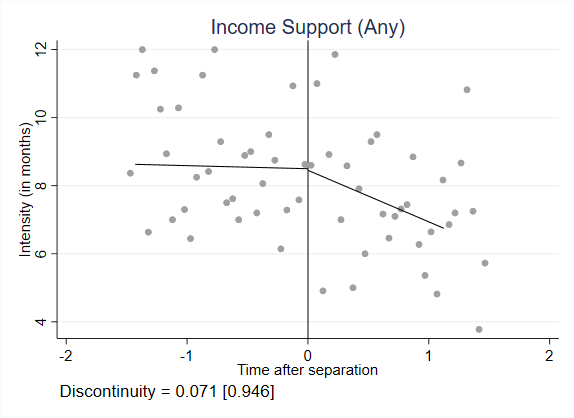 Income Support (Any)
Intensity (in months)
12
10
8
6
4
-2
-1
0
1
2
Time after separation
Discontinuity = 0.071 [0.946]